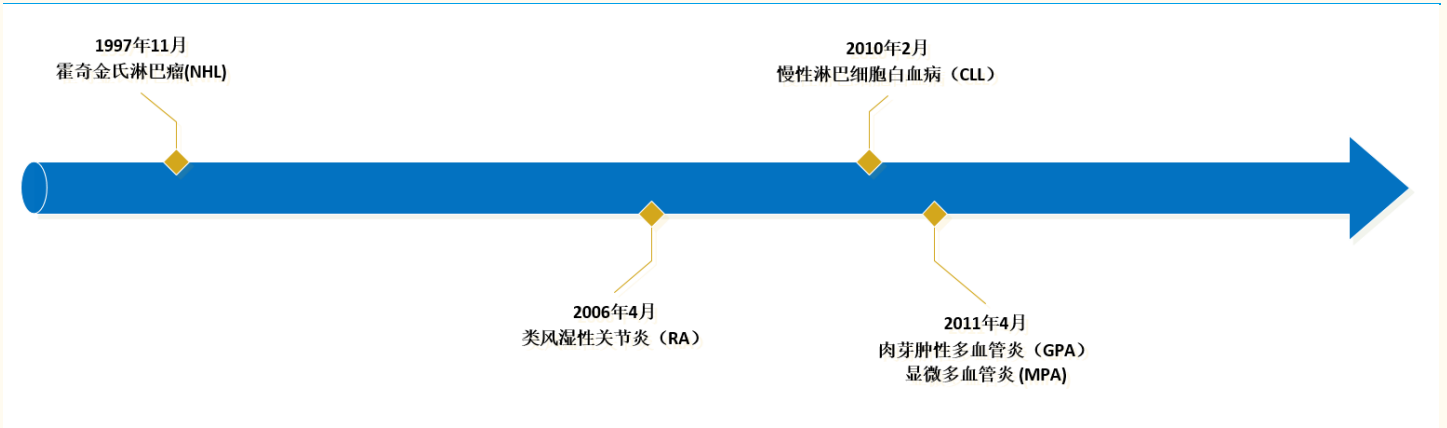 1997年11月
霍奇金氏淋巴瘤(NHL)
2010年2月
慢性淋巴细胞白血病（CLL）
2006年4月
类风湿性关节炎（RA）
2011年4月
肉芽肿性多血管炎（GPA）
显微多血管炎 (MPA)